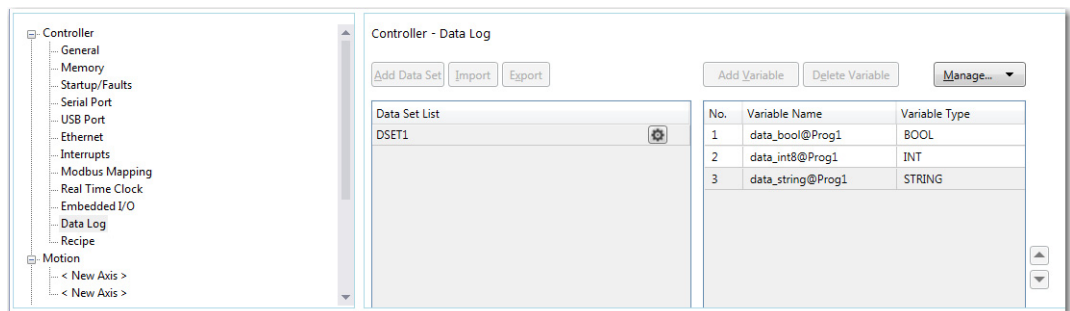 Controller
General
Memory
Startup/Faults
Serial Port
USB Port
Ethernet
Interrupts
Modbus Mapping
Real Time Clock
Embedded I/O
Data Log
Recipe
Motion
< New Axis >
< New Axis >
Controller - Data Log
Add Data Set Import Export
Add Variable Delete Variable Manage...
Data Set List
DSET1
No. Variable Name Variable Type
1 data_bool@Prog1 BOOL
2 data_int8@Prog1 INT
3 data_string@Prog1 STRING